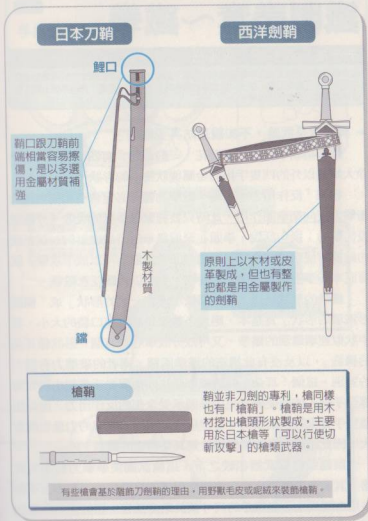 日本刀鞘
西洋劍鞘
鯉口
鞘口跟刀鞘前
端相當容易擦
傷，是以多選
用金屬材質補
強
木製材質
鐺
原則上以木材或皮
革製成，但也有整
把都是用金屬製作
的劍鞘
槍鞘
鞘並非刀劍的專利，槍同樣
也有「槍鞘」。槍鞘是用木
材挖出槍頭形狀製成，主要
用於日本槍等「可以行使切
斬攻擊」的槍類武器。
有些槍會基於雕飾刀劍鞘的理由，用野獸毛皮或呢絨來裝飾槍鞘。